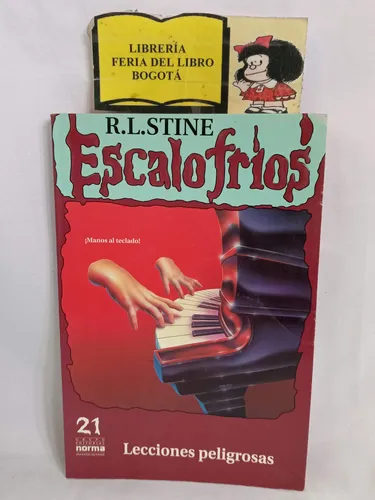 LIBRERÍA
FERIA DEL LIBRO
BOGOTÁ
R.L.STINE
Escalofríos
¡Manos al teclado!
21
norma
Lecciones peligrosas